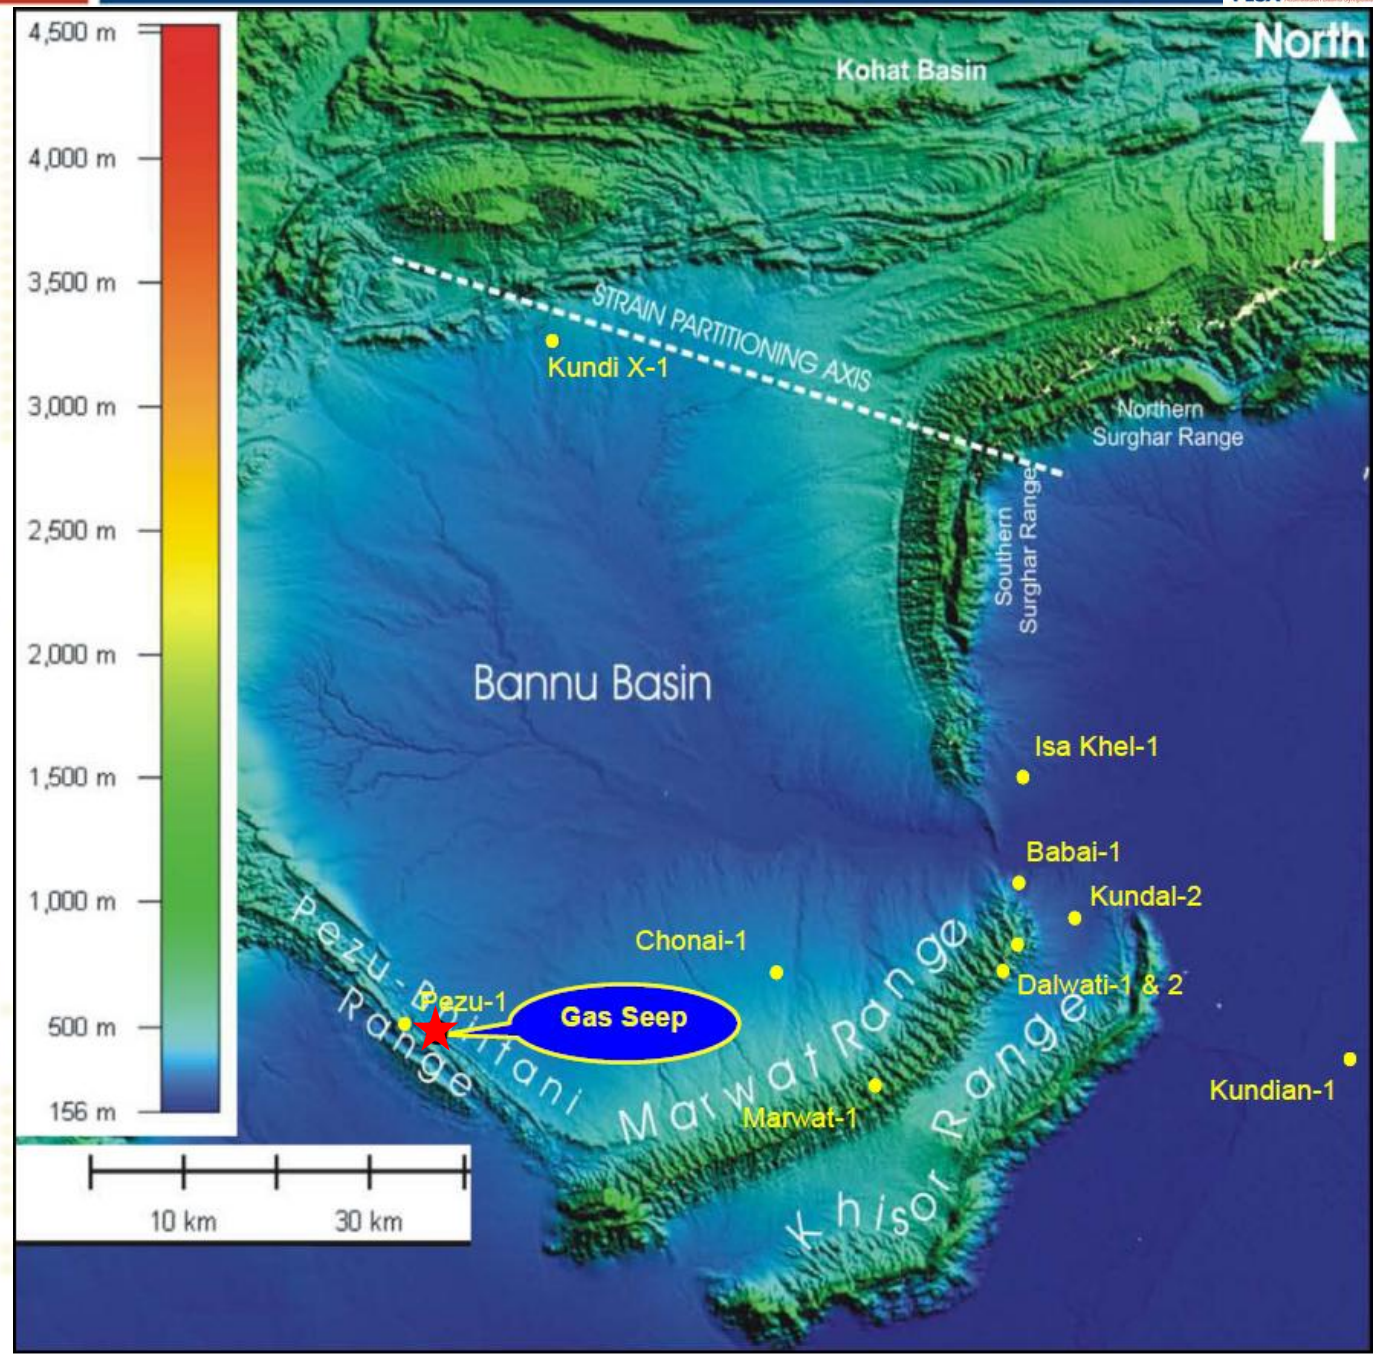 4,500 m
4,000 m
3,500 m
3,000 m
2,500 m
2,000 m
1,500 m
1,000 m
500 m
156 m
10 km
30 km
North
Kohat Basin
STRAIN PARTITIONING AXIS
Kundi X-1
Northern
Surghar Range
Southern
Surghar Range
Bannu Basin
Isa Khel-1
Babai-1
Kundal-2
Chonai-1
Dalwati-1 & 2
Pezu-Bhittani
Range
Pezu-1
Gas Seep
Marwat Range
Marwat-1
Khisor Range
Kundian-1